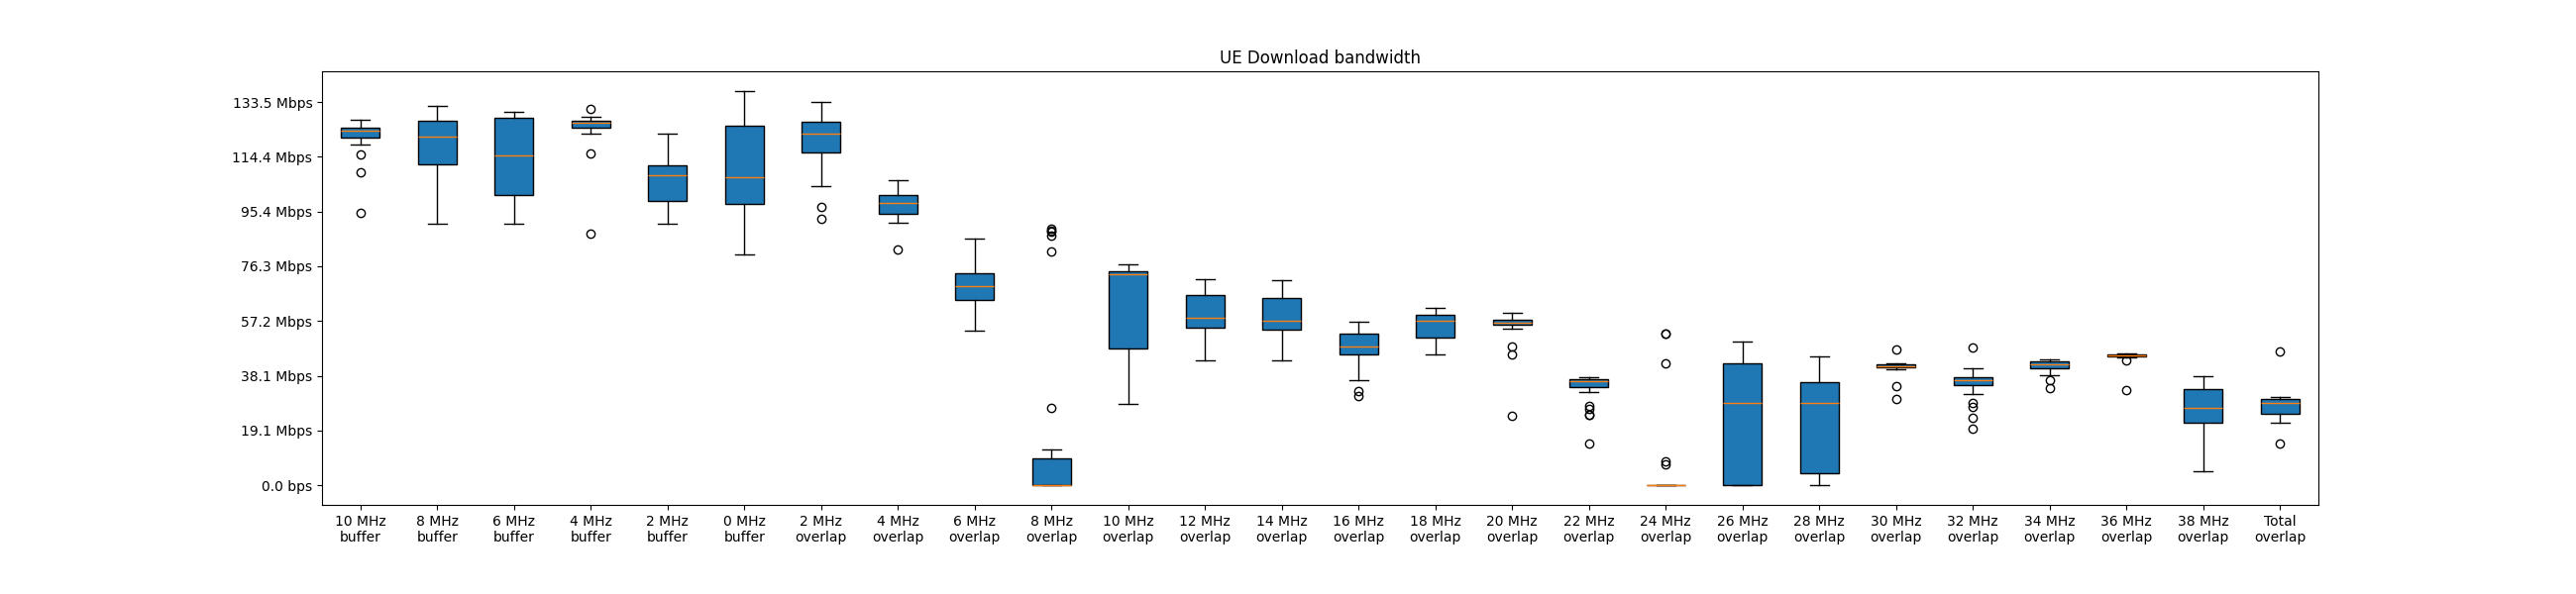 UE Download bandwidth
133.5 Mbps
114.4 Mbps
95.4 Mbps
76.3 Mbps
57.2 Mbps
38.1 Mbps
19.1 Mbps
0.0 bps
10 MHz 8 MHz 6 MHz 4 MHz 2 MHz 0 MHz 2 MHz 4 MHz 6 MHz 8 MHz 10 MHz 12 MHz 14 MHz 16 MHz 18 MHz 20 MHz 22 MHz 24 MHz 26 MHz 28 MHz 30 MHz 32 MHz 34 MHz 36 MHz 38 MHz Total
buffer buffer buffer buffer buffer buffer overlap overlap overlap overlap overlap overlap overlap overlap overlap overlap overlap overlap overlap overlap overlap overlap overlap overlap overlap overlap